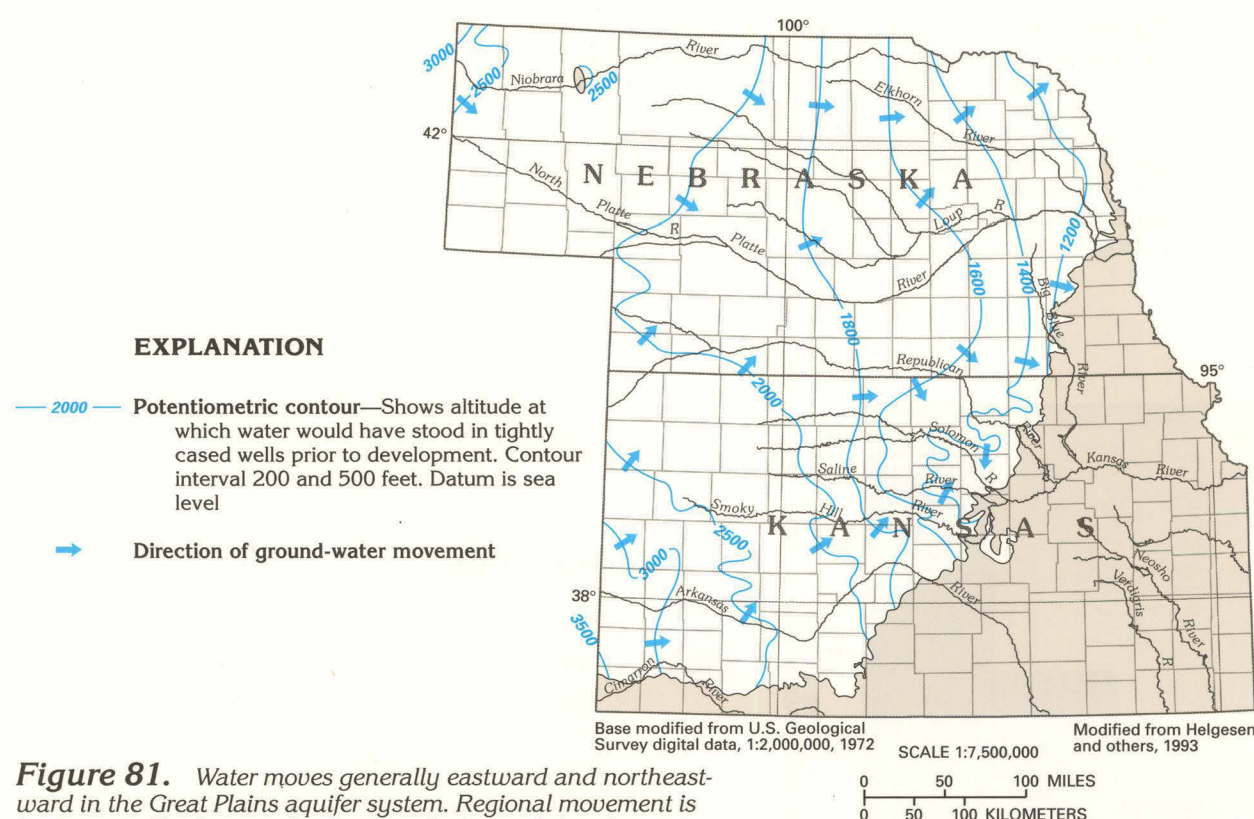 100°
River
3000
2500
Niobrara
2500
Elkhorn
River
42°
NEBRASKA
North
Platte
R
Platte
River
Loup
R
1200
1600
1400
1800
Big
Blue
River
EXPLANATION
Republican
95°
2000
2000
Potentiometric contour—Shows altitude at
which water would have stood in tightly
cased wells prior to development. Contour
interval 200 and 500 feet. Datum is sea
level
Solomon
River
R
Saline
River
Kansas
River
Smoky
Hill
River
KANSAS
2500
3000
Direction of ground-water movement
Neosho
River
Verdigris
R
38°
Arkansas
River
3500
Cimarron
River
Base modified from U.S. Geological
Survey digital data, 1:2,000,000, 1972
SCALE 1:7,500,000
Modified from Helgesen
and others, 1993
0 50 100 MILES
0 50 100 KILOMETERS
Figure 81. Water moves generally eastward and northeast-
ward in the Great Plains aquifer system. Regional movement is